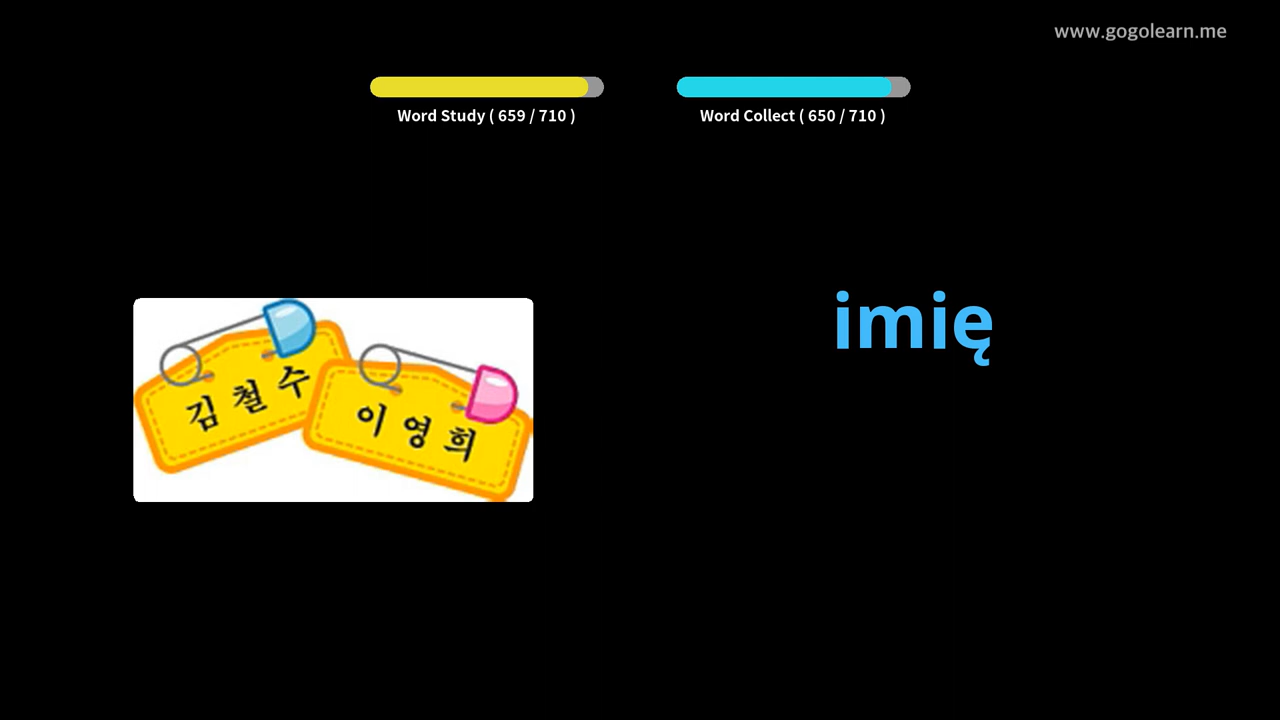 www.gogolearn.me
Word Study ( 659 / 710 )
Word Collect ( 650 / 710 )
imię
김철수
이영희